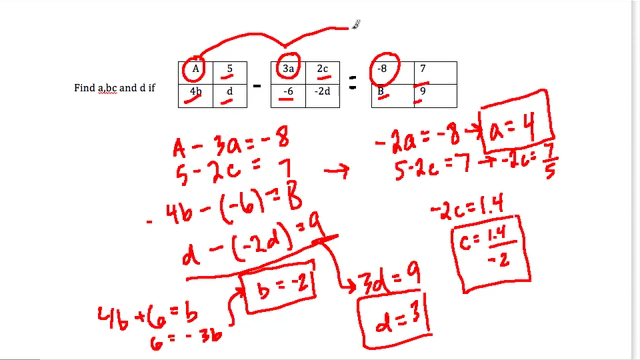 A 5 3a 2c -8 7
Find a,bc and d if - =
4b d -6 -2d B 9
A - 3a = -8
5 - 2c = 7 →
- 4b - (-6) = B
d - (-2d) = 9
4b + 6 = b
6 = -3b
b = -2
3d = 9
d = 3
-2a = -8 → a = 4
5 - 2c = 7 → -2c = 7/5
-2c = 1.4
c = 1.4/-2